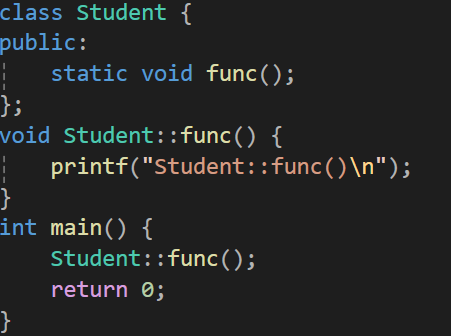 class Student {
public:
    static void func();
};
void Student::func() {
    printf("Student::func()\n");
}
int main() {
    Student::func();
    return 0;
}